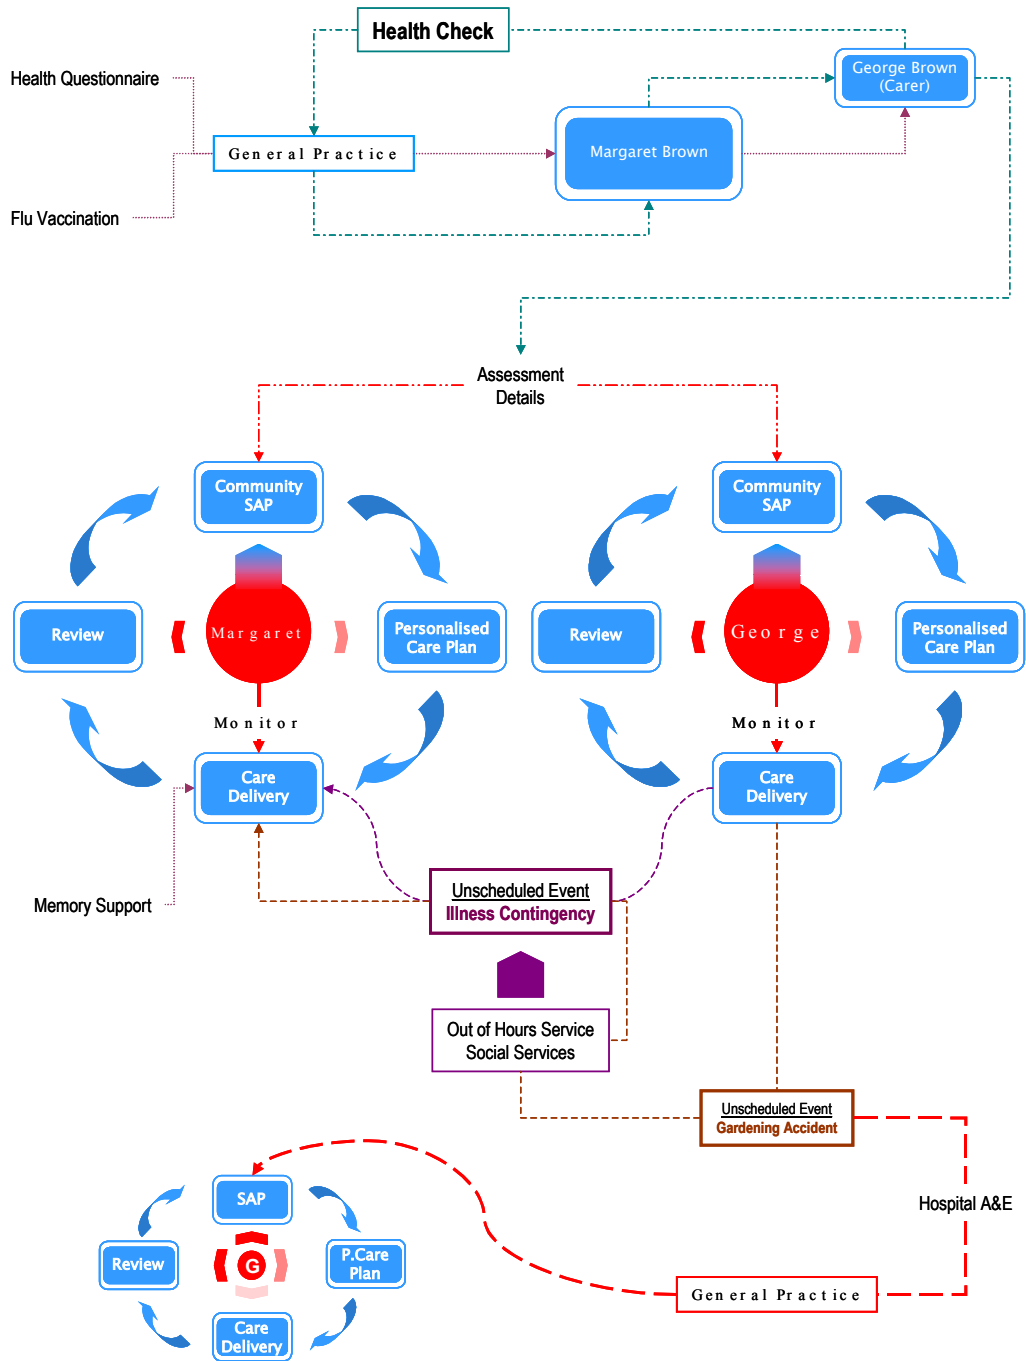 Health Check
George Brown
(Carer)
Health Questionnaire
General Practice
Margaret Brown
Flu Vaccination
Assessment
Details
Community
SAP
Community
SAP
Review
Margaret
Personalised
Care Plan
Review
George
Personalised
Care Plan
Monitor
Monitor
Care
Delivery
Care
Delivery
Memory Support
Unscheduled Event
Illness Contingency
Out of Hours Service
Social Services
Unscheduled Event
Gardening Accident
SAP
Hospital A&E
Review
G
P.Care
Plan
General Practice
Care
Delivery